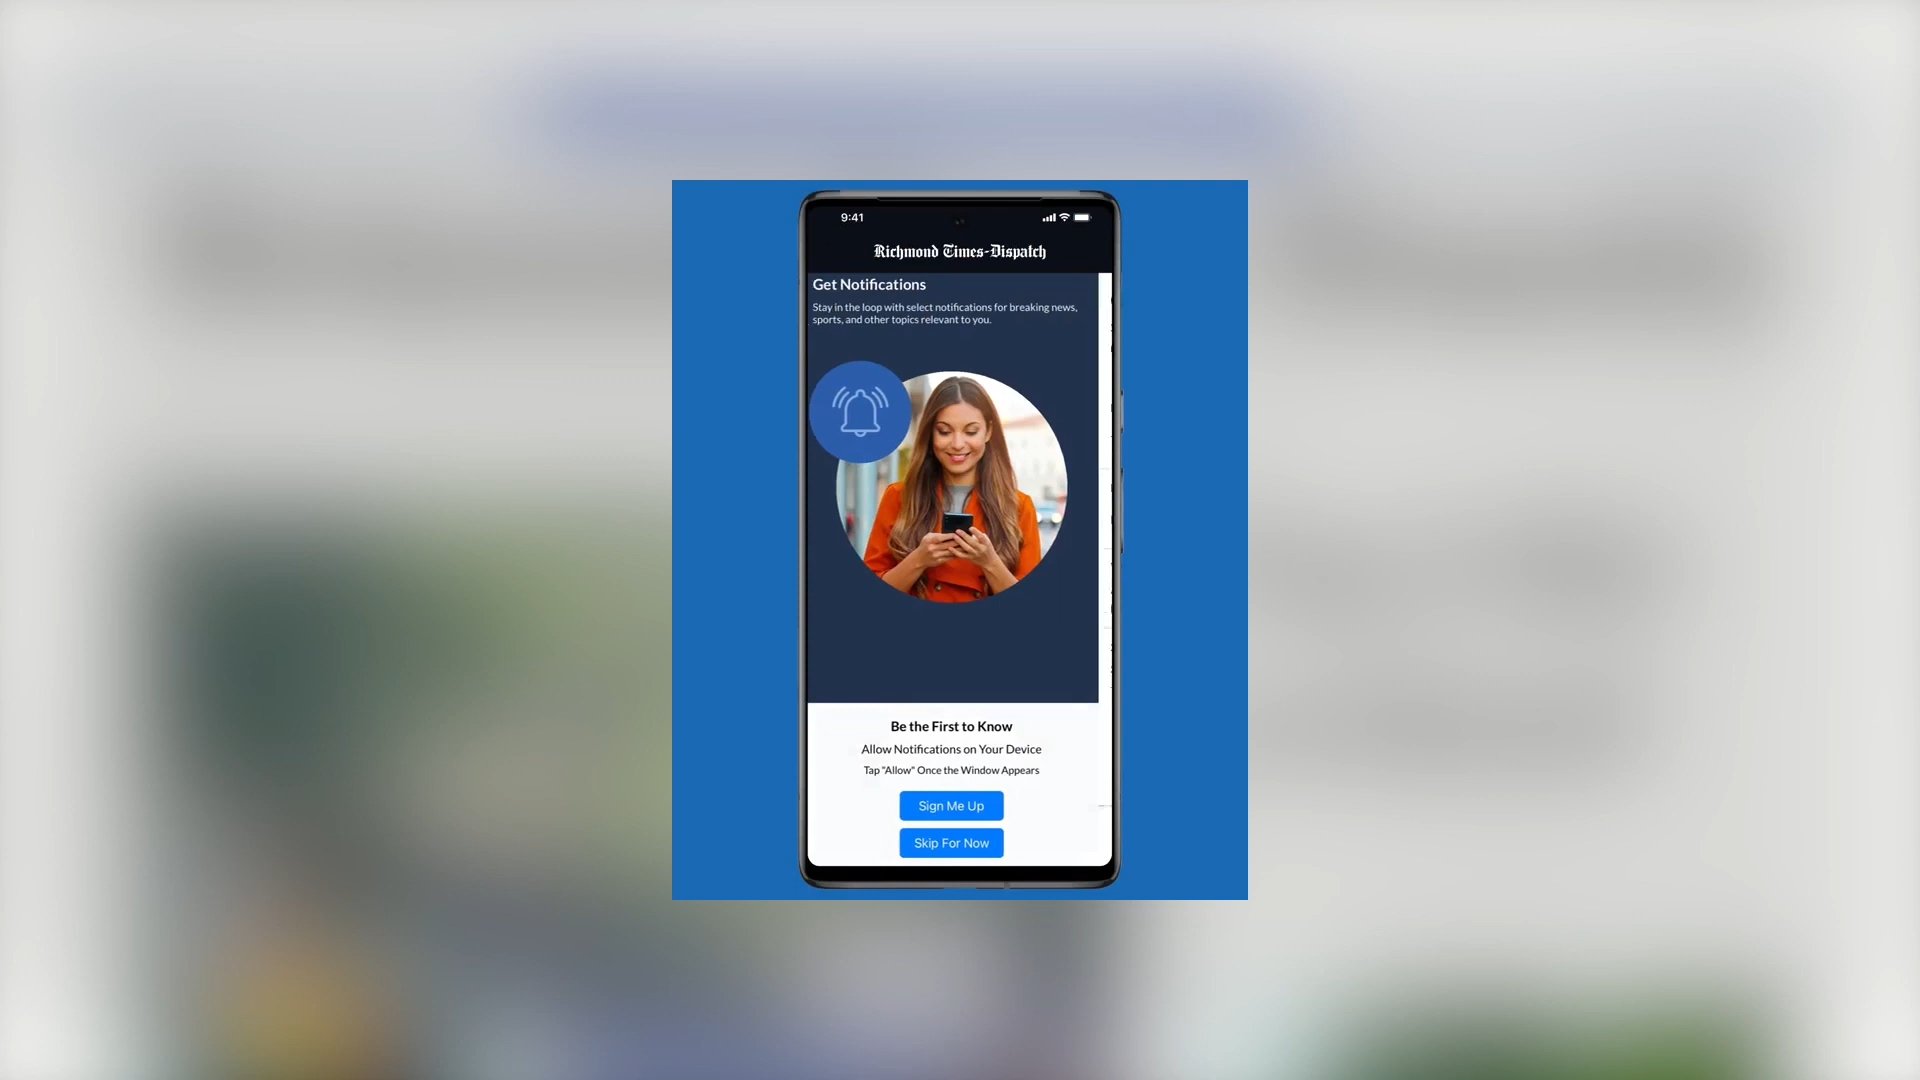 9:41
Richmond Times-Dispatch
Get Notifications
Stay in the loop with select notifications for breaking news,
sports, and other topics relevant to you.
Be the First to Know
Allow Notifications on Your Device
Tap "Allow" Once the Window Appears
Sign Me Up
Skip For Now